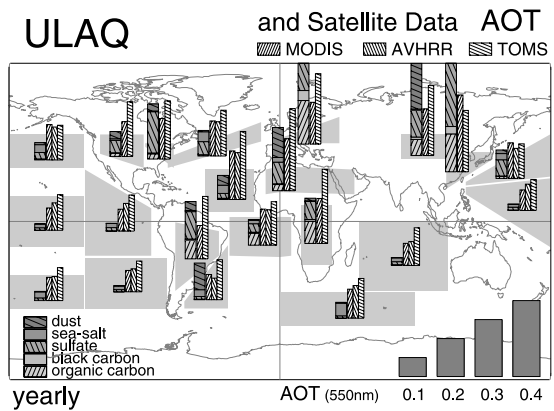 ULAQ and Satellite Data AOT
MODIS AVHRR TOMS
dust
sea-salt
sulfate
black carbon
organic carbon
yearly AOT (550nm) 0.1 0.2 0.3 0.4